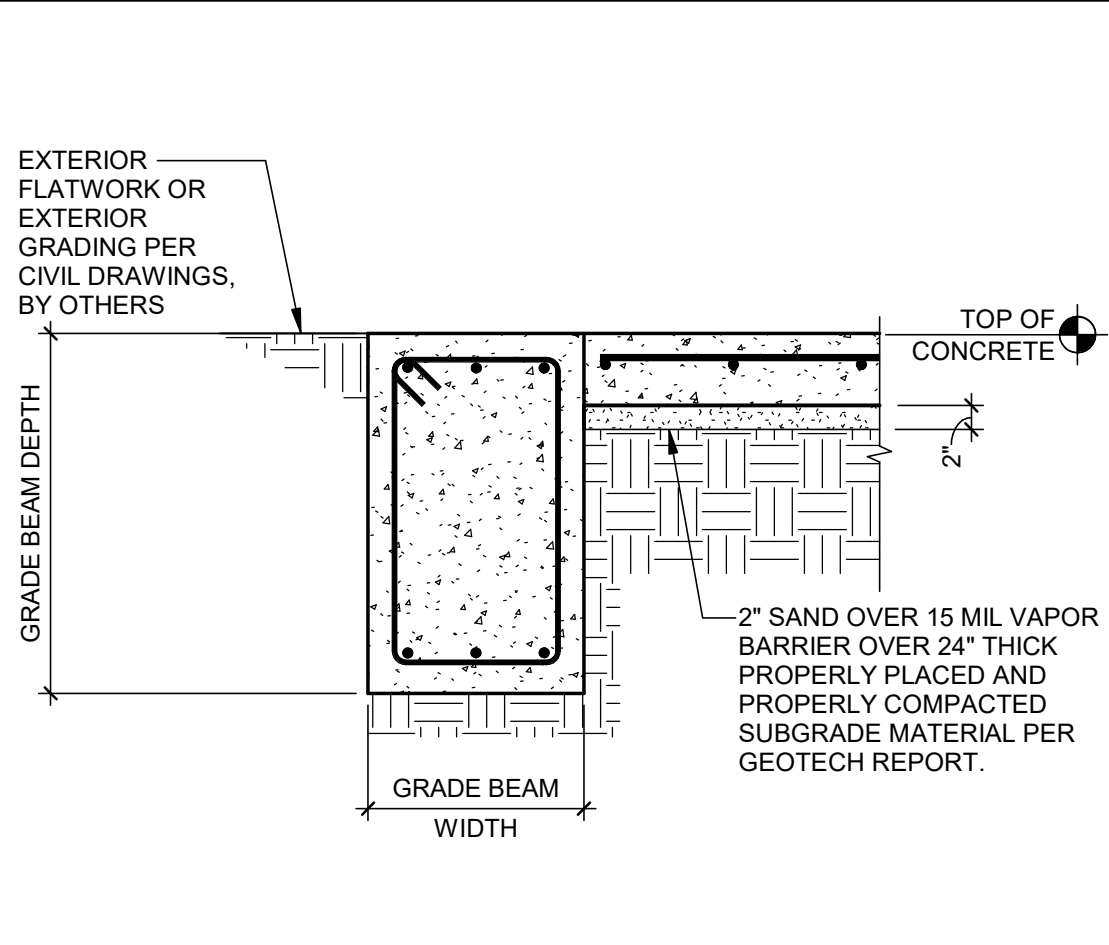 EXTERIOR
FLATWORK OR
EXTERIOR
GRADING PER
CIVIL DRAWINGS,
BY OTHERS
TOP OF
CONCRETE
GRADE BEAM DEPTH
2"
2" SAND OVER 15 MIL VAPOR
BARRIER OVER 24" THICK
PROPERLY PLACED AND
PROPERLY COMPACTED
SUBGRADE MATERIAL PER
GEOTECH REPORT.
GRADE BEAM
WIDTH